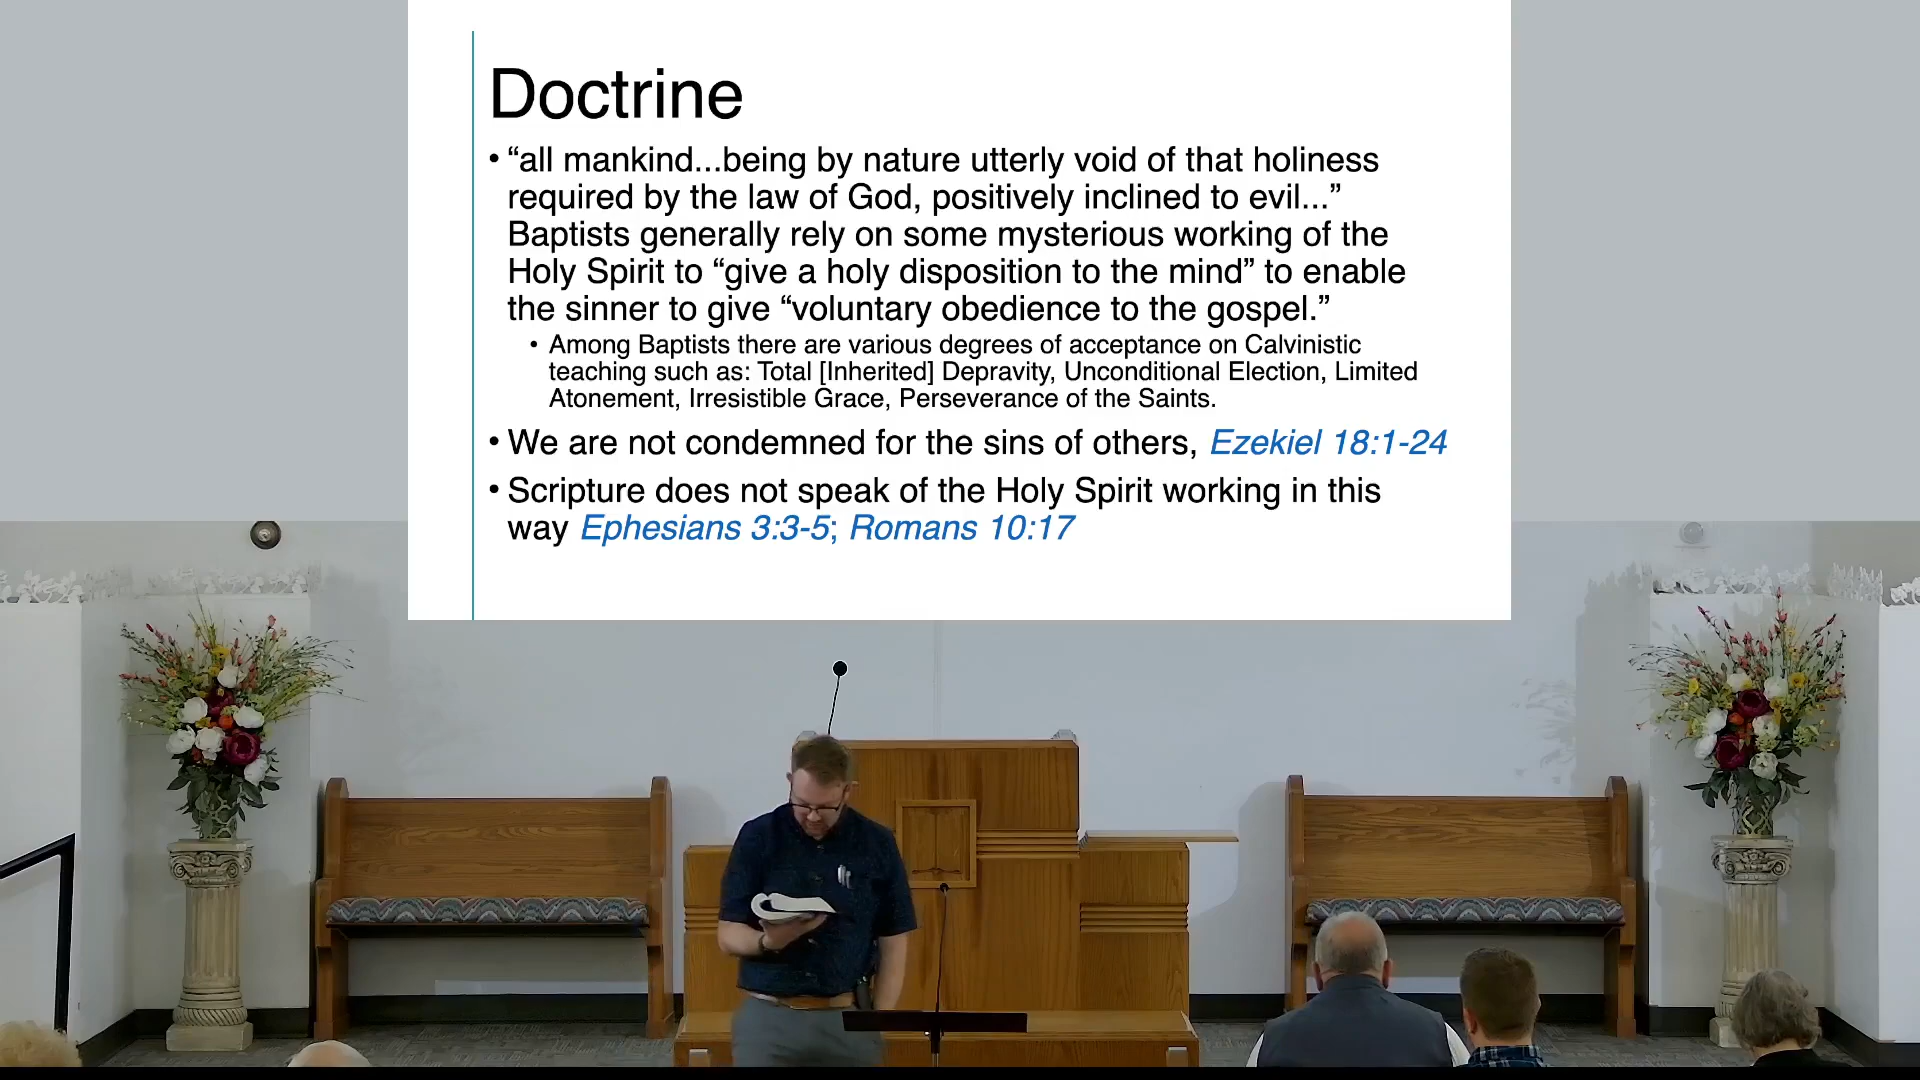 Doctrine
• “all mankind...being by nature utterly void of that holiness
required by the law of God, positively inclined to evil...”
Baptists generally rely on some mysterious working of the
Holy Spirit to “give a holy disposition to the mind” to enable
the sinner to give “voluntary obedience to the gospel.”
• Among Baptists there are various degrees of acceptance on Calvinistic
teaching such as: Total [Inherited] Depravity, Unconditional Election, Limited
Atonement, Irresistible Grace, Perseverance of the Saints.
• We are not condemned for the sins of others, Ezekiel 18:1-24
• Scripture does not speak of the Holy Spirit working in this
way Ephesians 3:3-5; Romans 10:17